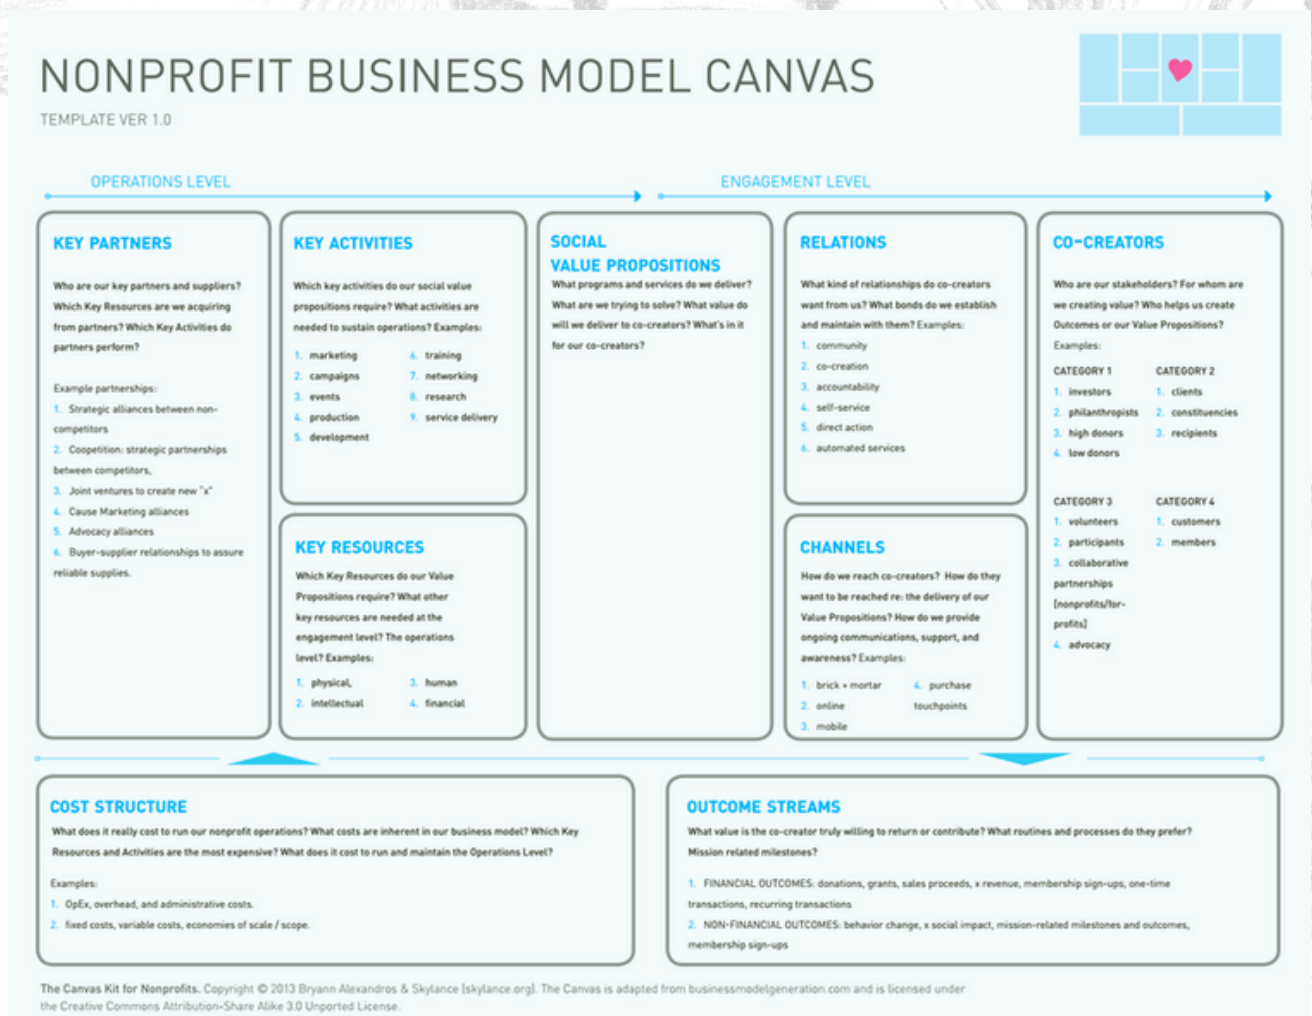 NONPROFIT BUSINESS MODEL CANVAS
TEMPLATE VER 1.0
OPERATIONS LEVEL
ENGAGEMENT LEVEL
KEY PARTNERS
Who are our key partners and suppliers?
Which Key Resources are we acquiring
from partners? Which Key Activities do
partners perform?
Example partnerships:
1. Strategic alliances between non-
competitors
2. Coopetition: strategic partnerships
between competitors,
3. Joint ventures to create new "x"
4. Cause Marketing alliances
5. Advocacy alliances
6. Buyer-supplier relationships to assure
reliable supplies.
KEY ACTIVITIES
Which key activities do our social value
propositions require? What activities are
needed to sustain operations? Examples:
1. marketing
2. campaigns
3. events
4. production
5. development
6. training
7. networking
8. research
9. service delivery
KEY RESOURCES
Which Key Resources do our Value
Propositions require? What other
key resources are needed at the
engagement level? The operations
level? Examples:
1. physical,
2. intellectual
3. human
4. financial
SOCIAL
VALUE PROPOSITIONS
What programs and services do we deliver?
What are we trying to solve? What value do
will we deliver to co-creators? What's in it
for our co-creators?
RELATIONS
What kind of relationships do co-creators
want from us? What bonds do we establish
and maintain with them? Examples:
1. community
2. co-creation
3. accountability
4. self-service
5. direct action
6. automated services
CHANNELS
How do we reach co-creators? How do they
want to be reached re: the delivery of our
Value Propositions? How do we provide
ongoing communications, support, and
awareness? Examples:
1. brick + mortar
2. online
3. mobile
4. purchase
touchpoints
CO-CREATORS
Who are our stakeholders? For whom are
we creating value? Who helps us create
Outcomes or our Value Propositions?
Examples:
CATEGORY 1
1. investors
2. philanthropists
3. high donors
4. low donors
CATEGORY 2
1. clients
2. constituencies
3. recipients
CATEGORY 3
1. volunteers
2. participants
3. collaborative
partnerships
[nonprofits/for-
profits]
4. advocacy
CATEGORY 4
1. customers
2. members
COST STRUCTURE
What does it really cost to run our nonprofit operations? What costs are inherent in our business model? Which Key
Resources and Activities are the most expensive? What does it cost to run and maintain the Operations Level?
Examples:
1. OpEx, overhead, and administrative costs.
2. fixed costs, variable costs, economies of scale / scope.
OUTCOME STREAMS
What value is the co-creator truly willing to return or contribute? What routines and processes do they prefer?
Mission related milestones?
1. FINANCIAL OUTCOMES: donations, grants, sales proceeds, x revenue, membership sign-ups, one-time
transactions, recurring transactions
2. NON-FINANCIAL OUTCOMES: behavior change, x social impact, mission-related milestones and outcomes,
membership sign-ups
The Canvas Kit for Nonprofits. Copyright © 2013 Bryann Alexandros & Skylance [skylance.org]. The Canvas is adapted from businessmodelgeneration.com and is licensed under
the Creative Commons Attribution-Share Alike 3.0 Unported License.